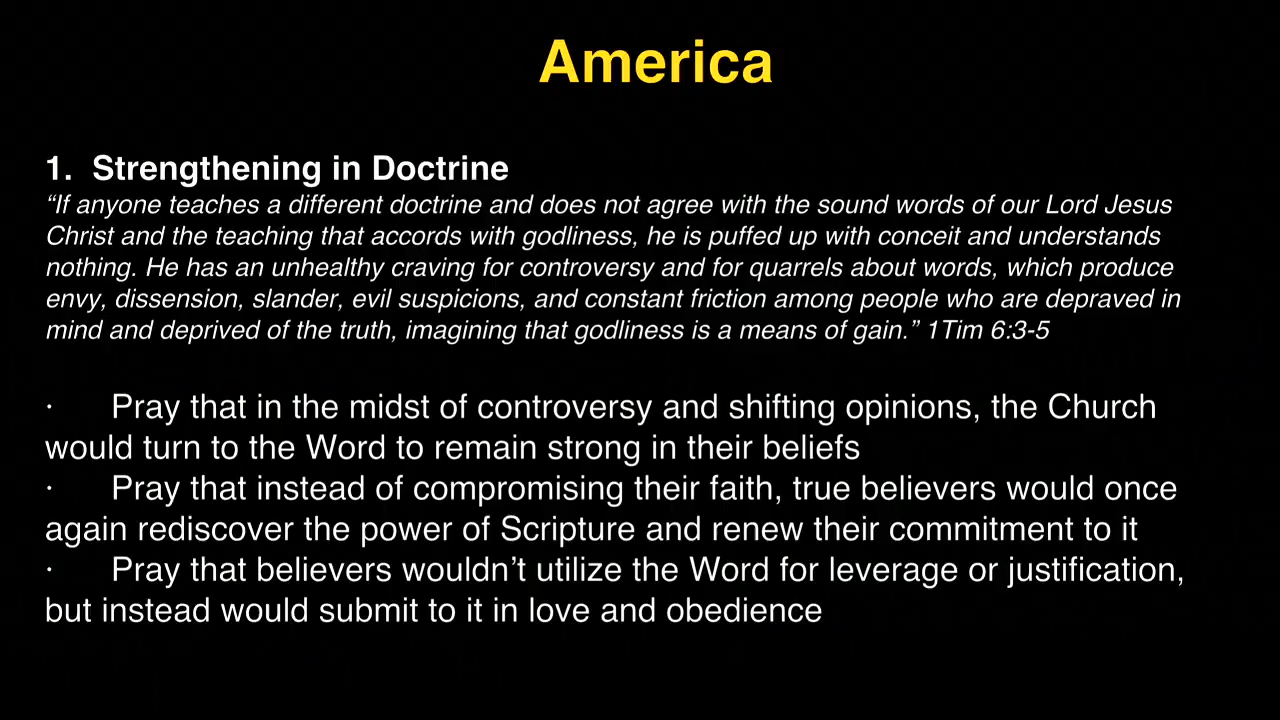 America
1.  Strengthening in Doctrine
“If anyone teaches a different doctrine and does not agree with the sound words of our Lord Jesus
Christ and the teaching that accords with godliness, he is puffed up with conceit and understands
nothing. He has an unhealthy craving for controversy and for quarrels about words, which produce
envy, dissension, slander, evil suspicions, and constant friction among people who are depraved in
mind and deprived of the truth, imagining that godliness is a means of gain.” 1Tim 6:3-5
·      Pray that in the midst of controversy and shifting opinions, the Church
would turn to the Word to remain strong in their beliefs
·      Pray that instead of compromising their faith, true believers would once
again rediscover the power of Scripture and renew their commitment to it
·      Pray that believers wouldn’t utilize the Word for leverage or justification,
but instead would submit to it in love and obedience